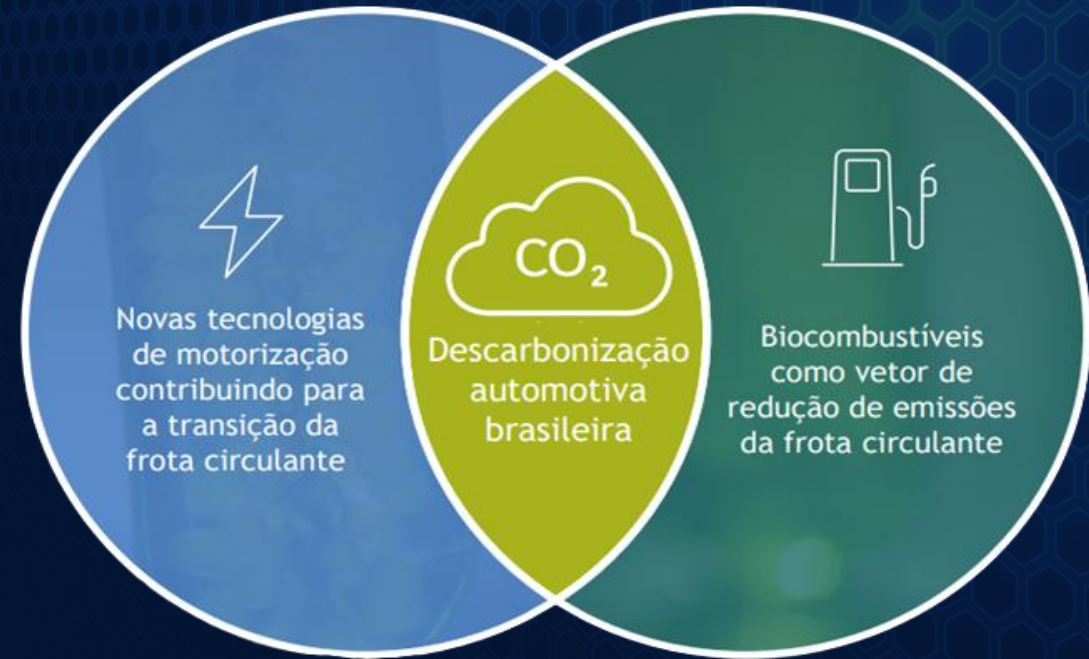 Novas tecnologias
de motorização
contribuindo para
a transição da
frota circulante
CO₂
Descarbonização
automotiva
brasileira
Biocombustíveis
como vetor de
redução de emissões
da frota circulante